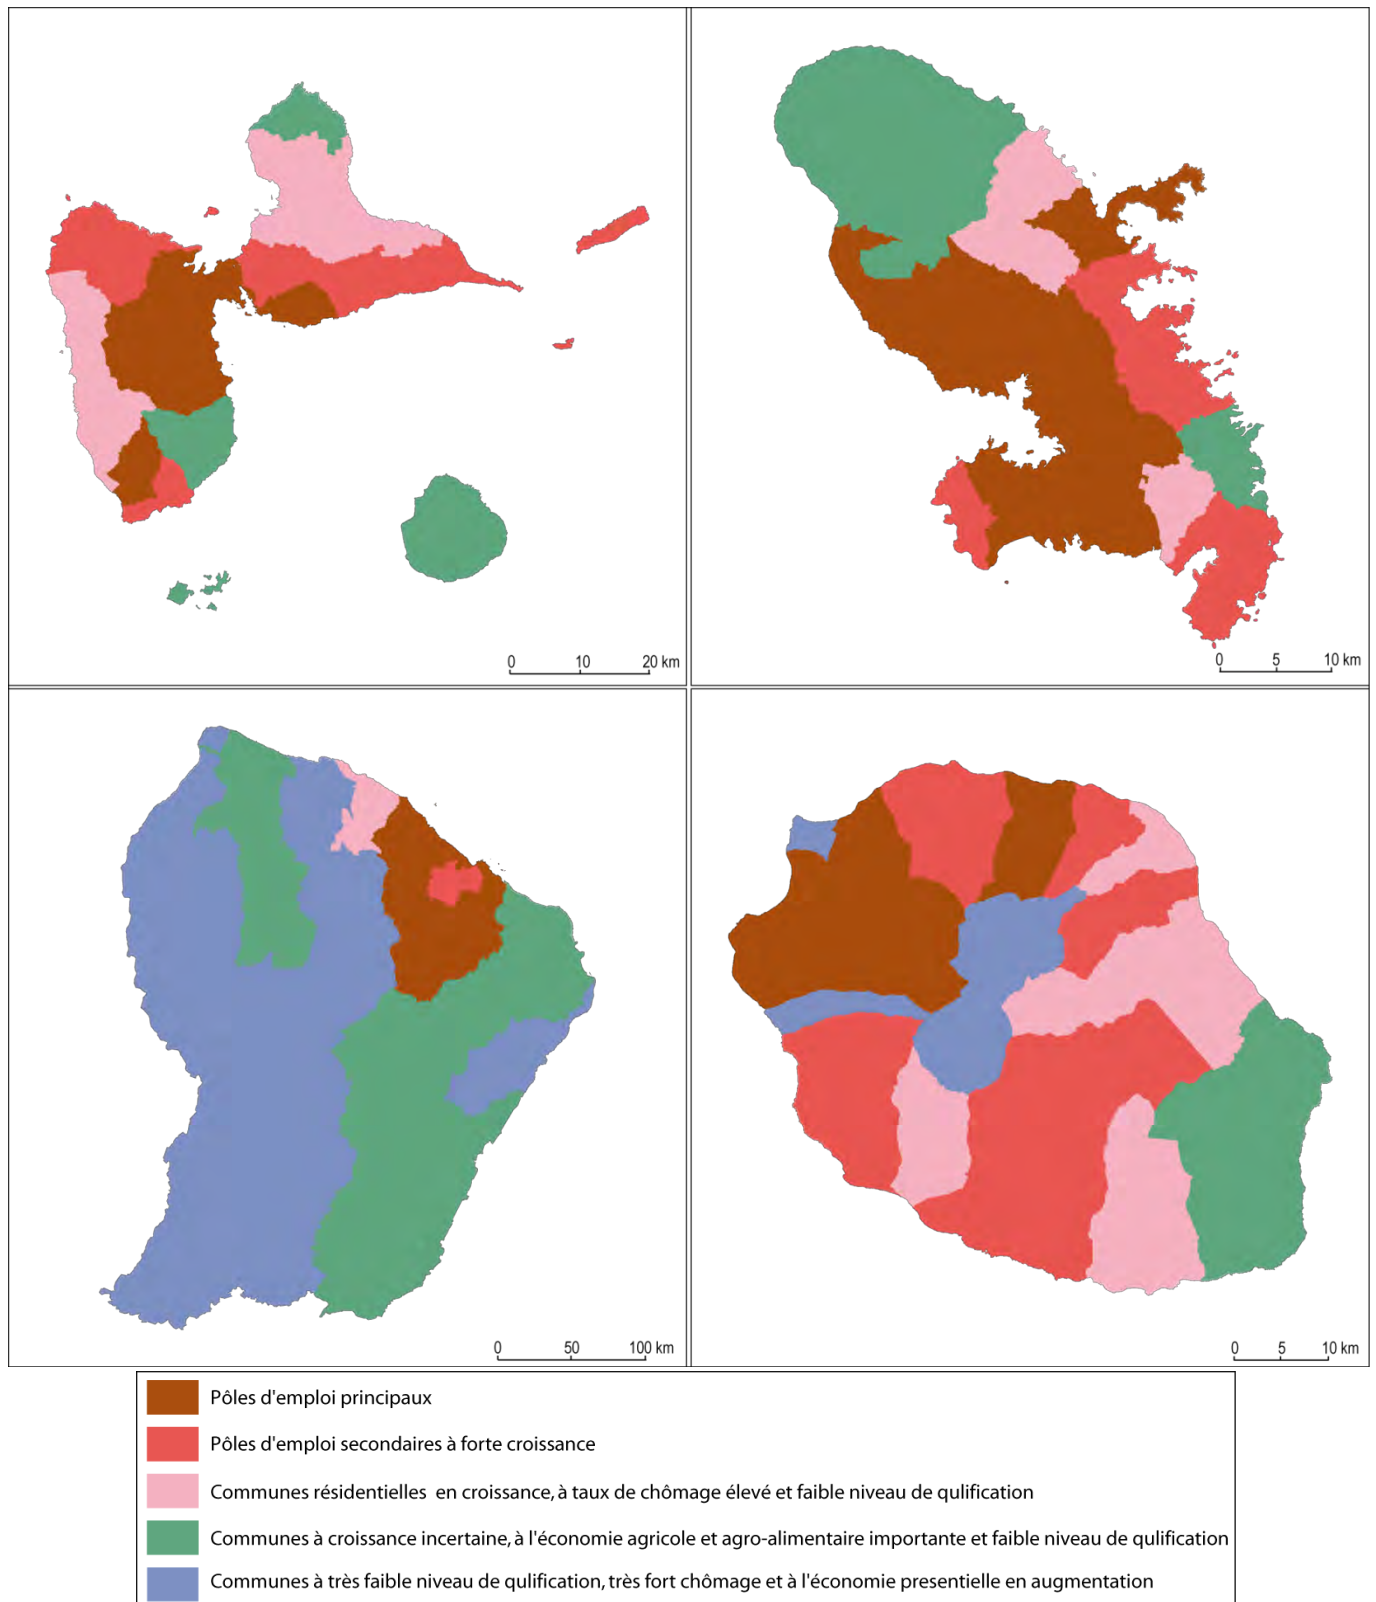 0 10 20 km
0 5 10 km
0 50 100 km
0 5 10 km
Pôles d'emploi principaux
Pôles d'emploi secondaires à forte croissance
Communes résidentielles en croissance, à taux de chômage élevé et faible niveau de qulification
Communes à croissance incertaine, à l'économie agricole et agro-alimentaire importante et faible niveau de qulification
Communes à très faible niveau de qulification, très fort chômage et à l'économie presentielle en augmentation